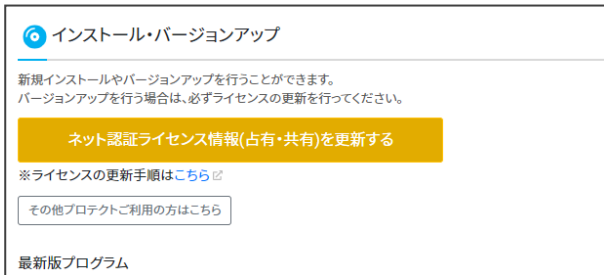 インストール・バージョンアップ
新規インストールやバージョンアップを行うことができます。
バージョンアップを行う場合は、必ずライセンスの更新を行ってください。
ネット認証ライセンス情報(占有・共有)を更新する
※ライセンスの更新手順はこちら
その他プロテクトご利用の方はこちら
最新版プログラム